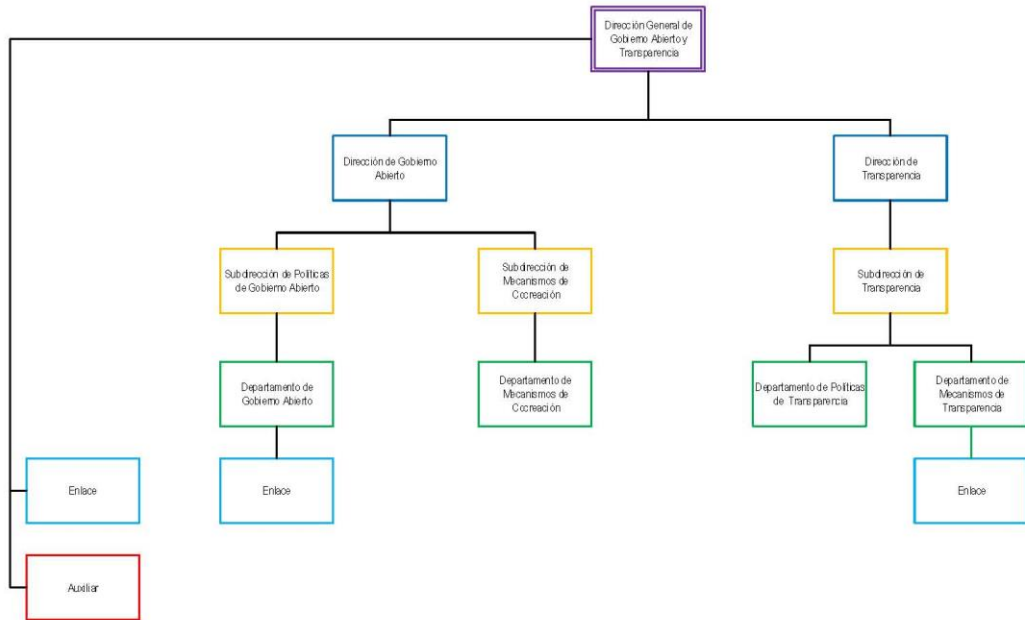 Dirección General de
Gobierno Abierto y
Transparencia
Dirección de Gobierno
Abierto
Dirección de
Transparencia
Subdirección de Políticas
de Gobierno Abierto
Subdirección de
Mecanismos de
Cocreación
Subdirección de
Transparencia
Departamento de
Gobierno Abierto
Departamento de
Mecanismos de
Cocreación
Departamento de Políticas
de Transparencia
Departamento de
Mecanismos de
Transparencia
Enlace
Enlace
Enlace
Auxiliar